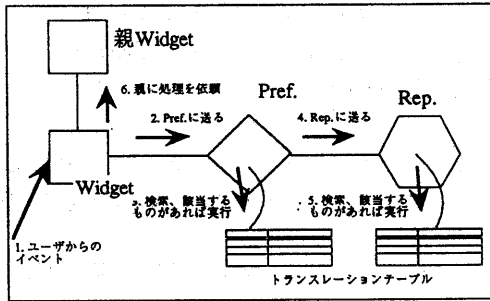 親Widget
6. 親に処理を依頼
Pref.
2. Pref.に送る
4. Rep.に送る
Rep.
Widget
3. 検索、該当する
ものがあれば実行
5. 検索、該当する
ものがあれば実行
1. ユーザからの
イベント
トランスレーションテーブル